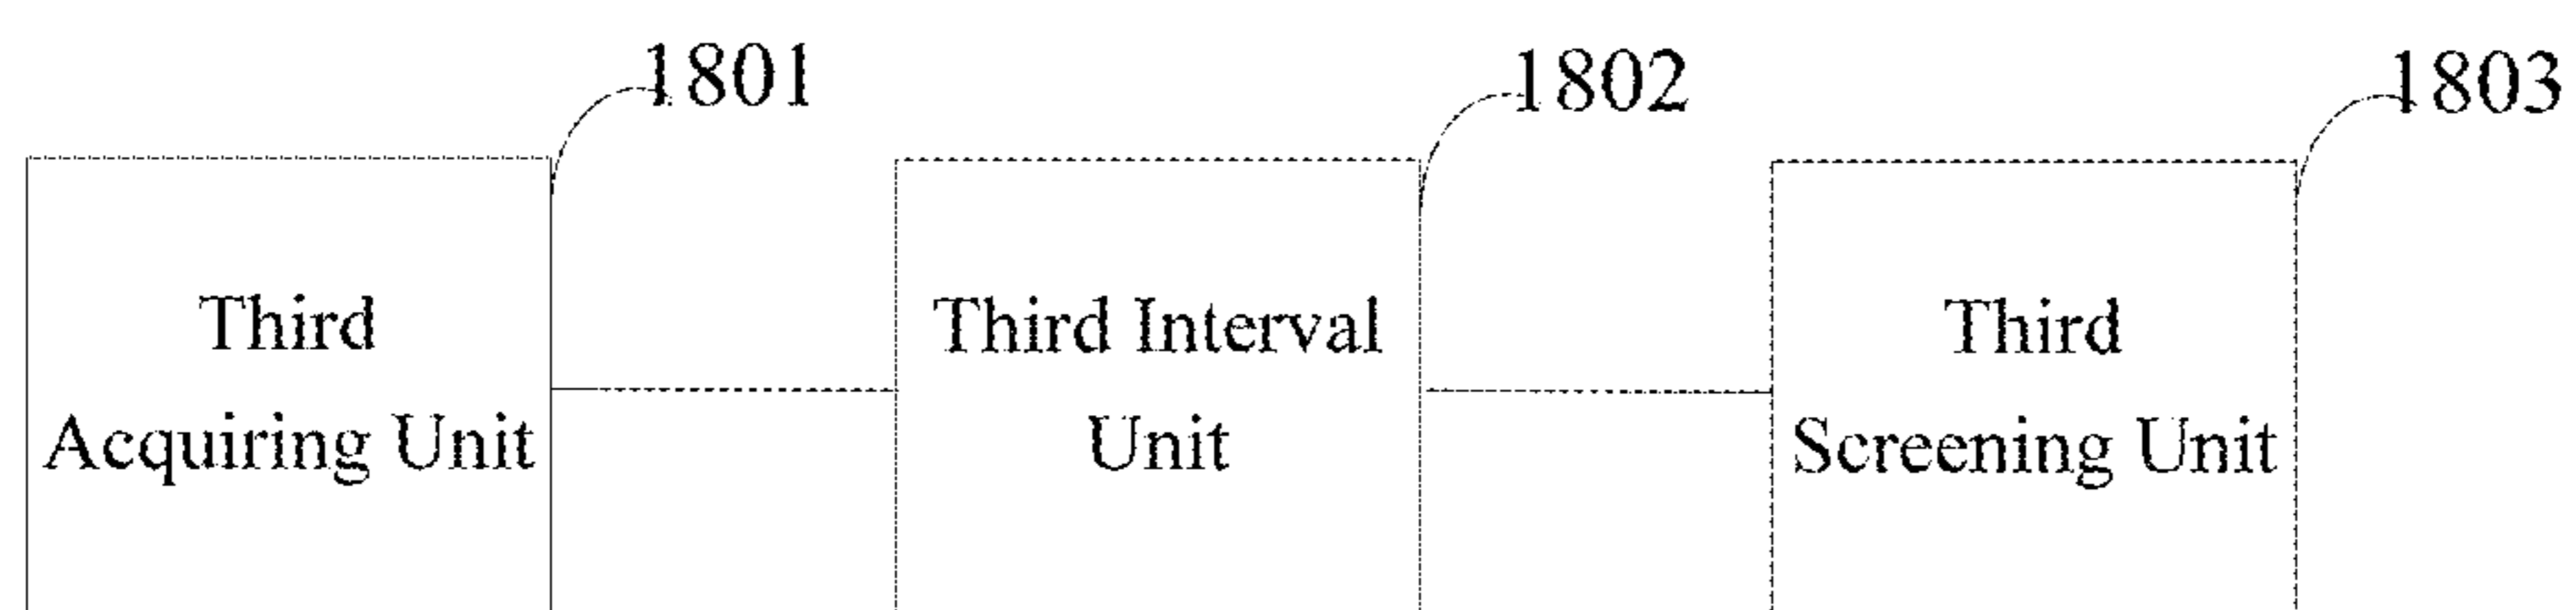 1801
1802
1803
Third
Acquiring Unit
Third Interval
Unit
Third
Screening Unit